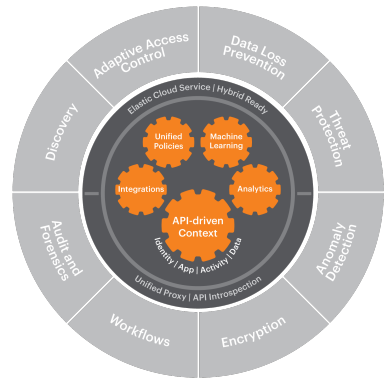 Adaptive Access
Control
Data Loss
Prevention
Threat
Protection
Anomaly
Detection
Encryption
Workflows
Audit and
Forensics
Discovery
Elastic Cloud Service | Hybrid Ready
Unified
Policies
Machine
Learning
Integrations
Analytics
API-driven
Context
Identity | App | Activity | Data
Unified Proxy | API Introspection